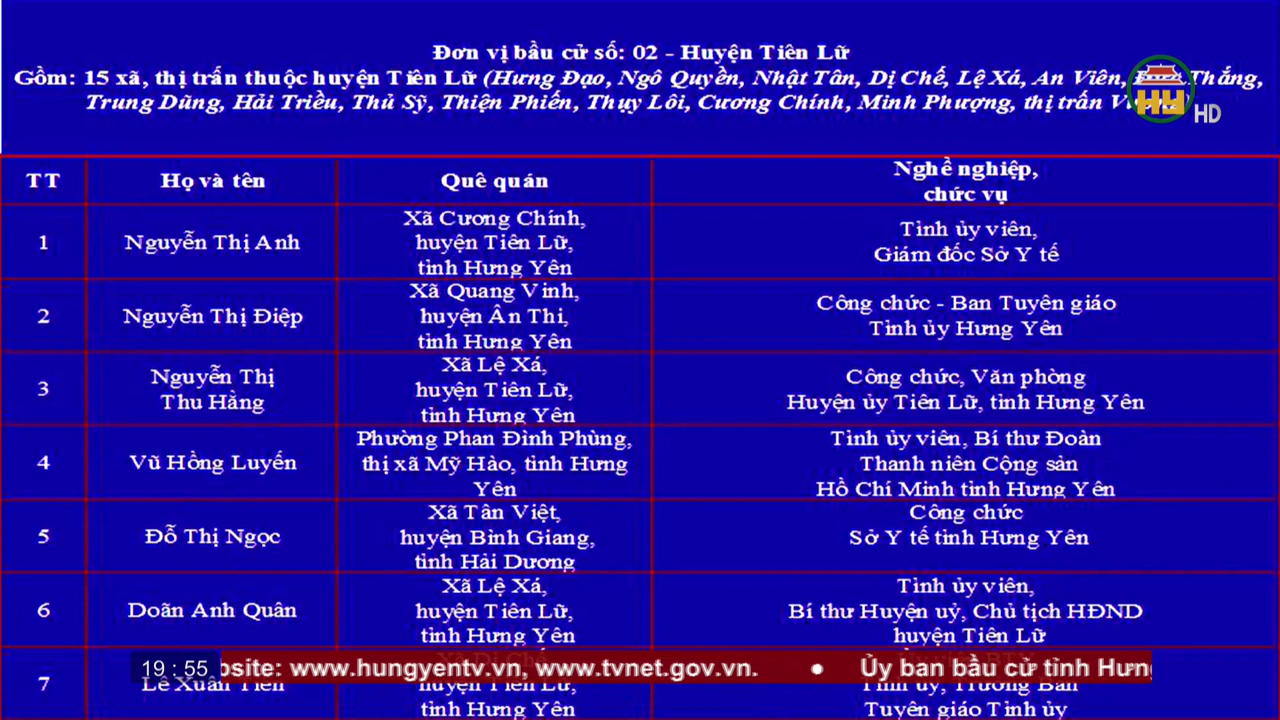 Đơn vị bầu cử số: 02 - Huyện Tiên Lữ
Gồm: 15 xã, thị trấn thuộc huyện Tiên Lữ (Hưng Đạo, Ngô Quyền, Nhật Tân, Dị Chế, Lệ Xá, An Viên, Thắng,
Trung Dũng, Hải Triều, Thủ Sỹ, Thiện Phiến, Thụy Lôi, Cương Chính, Minh Phượng, thị trấn
HY HD
TT Họ và tên Quê quán Nghề nghiệp,
chức vụ
1 Nguyễn Thị Anh Xã Cương Chính,
huyện Tiên Lữ,
tỉnh Hưng Yên
Tỉnh ủy viên,
Giám đốc Sở Y tế
2 Nguyễn Thị Điệp Xã Quang Vinh,
huyện Ân Thi,
tỉnh Hưng Yên
Công chức - Ban Tuyên giáo
Tỉnh ủy Hưng Yên
3 Nguyễn Thị
Thu Hằng
Xã Lệ Xá,
huyện Tiên Lữ,
tỉnh Hưng Yên
Công chức, Văn phòng
Huyện ủy Tiên Lữ, tỉnh Hưng Yên
4 Vũ Hồng Luyến Phường Phan Đình Phùng,
thị xã Mỹ Hào, tỉnh Hưng
Yên
Tỉnh ủy viên, Bí thư Đoàn
Thanh niên Cộng sản
Hồ Chí Minh tỉnh Hưng Yên
5 Đỗ Thị Ngọc Xã Tân Việt,
huyện Bình Giang,
tỉnh Hải Dương
Công chức
Sở Y tế tỉnh Hưng Yên
6 Doãn Anh Quân Xã Lệ Xá,
huyện Tiên Lữ,
tỉnh Hưng Yên
Tỉnh ủy viên,
Bí thư Huyện uỷ, Chủ tịch HĐND
huyện Tiên Lữ
7 Lê Xuân Tiến
huyện Tiên Lữ,
tỉnh Hưng Yên
Tỉnh ủy, Trưởng Ban
Tuyên giáo Tỉnh ủy
19:55 bsite: www.hungyentv.vn, www.tvnet.gov.vn. • Ủy ban bầu cử tỉnh Hưng